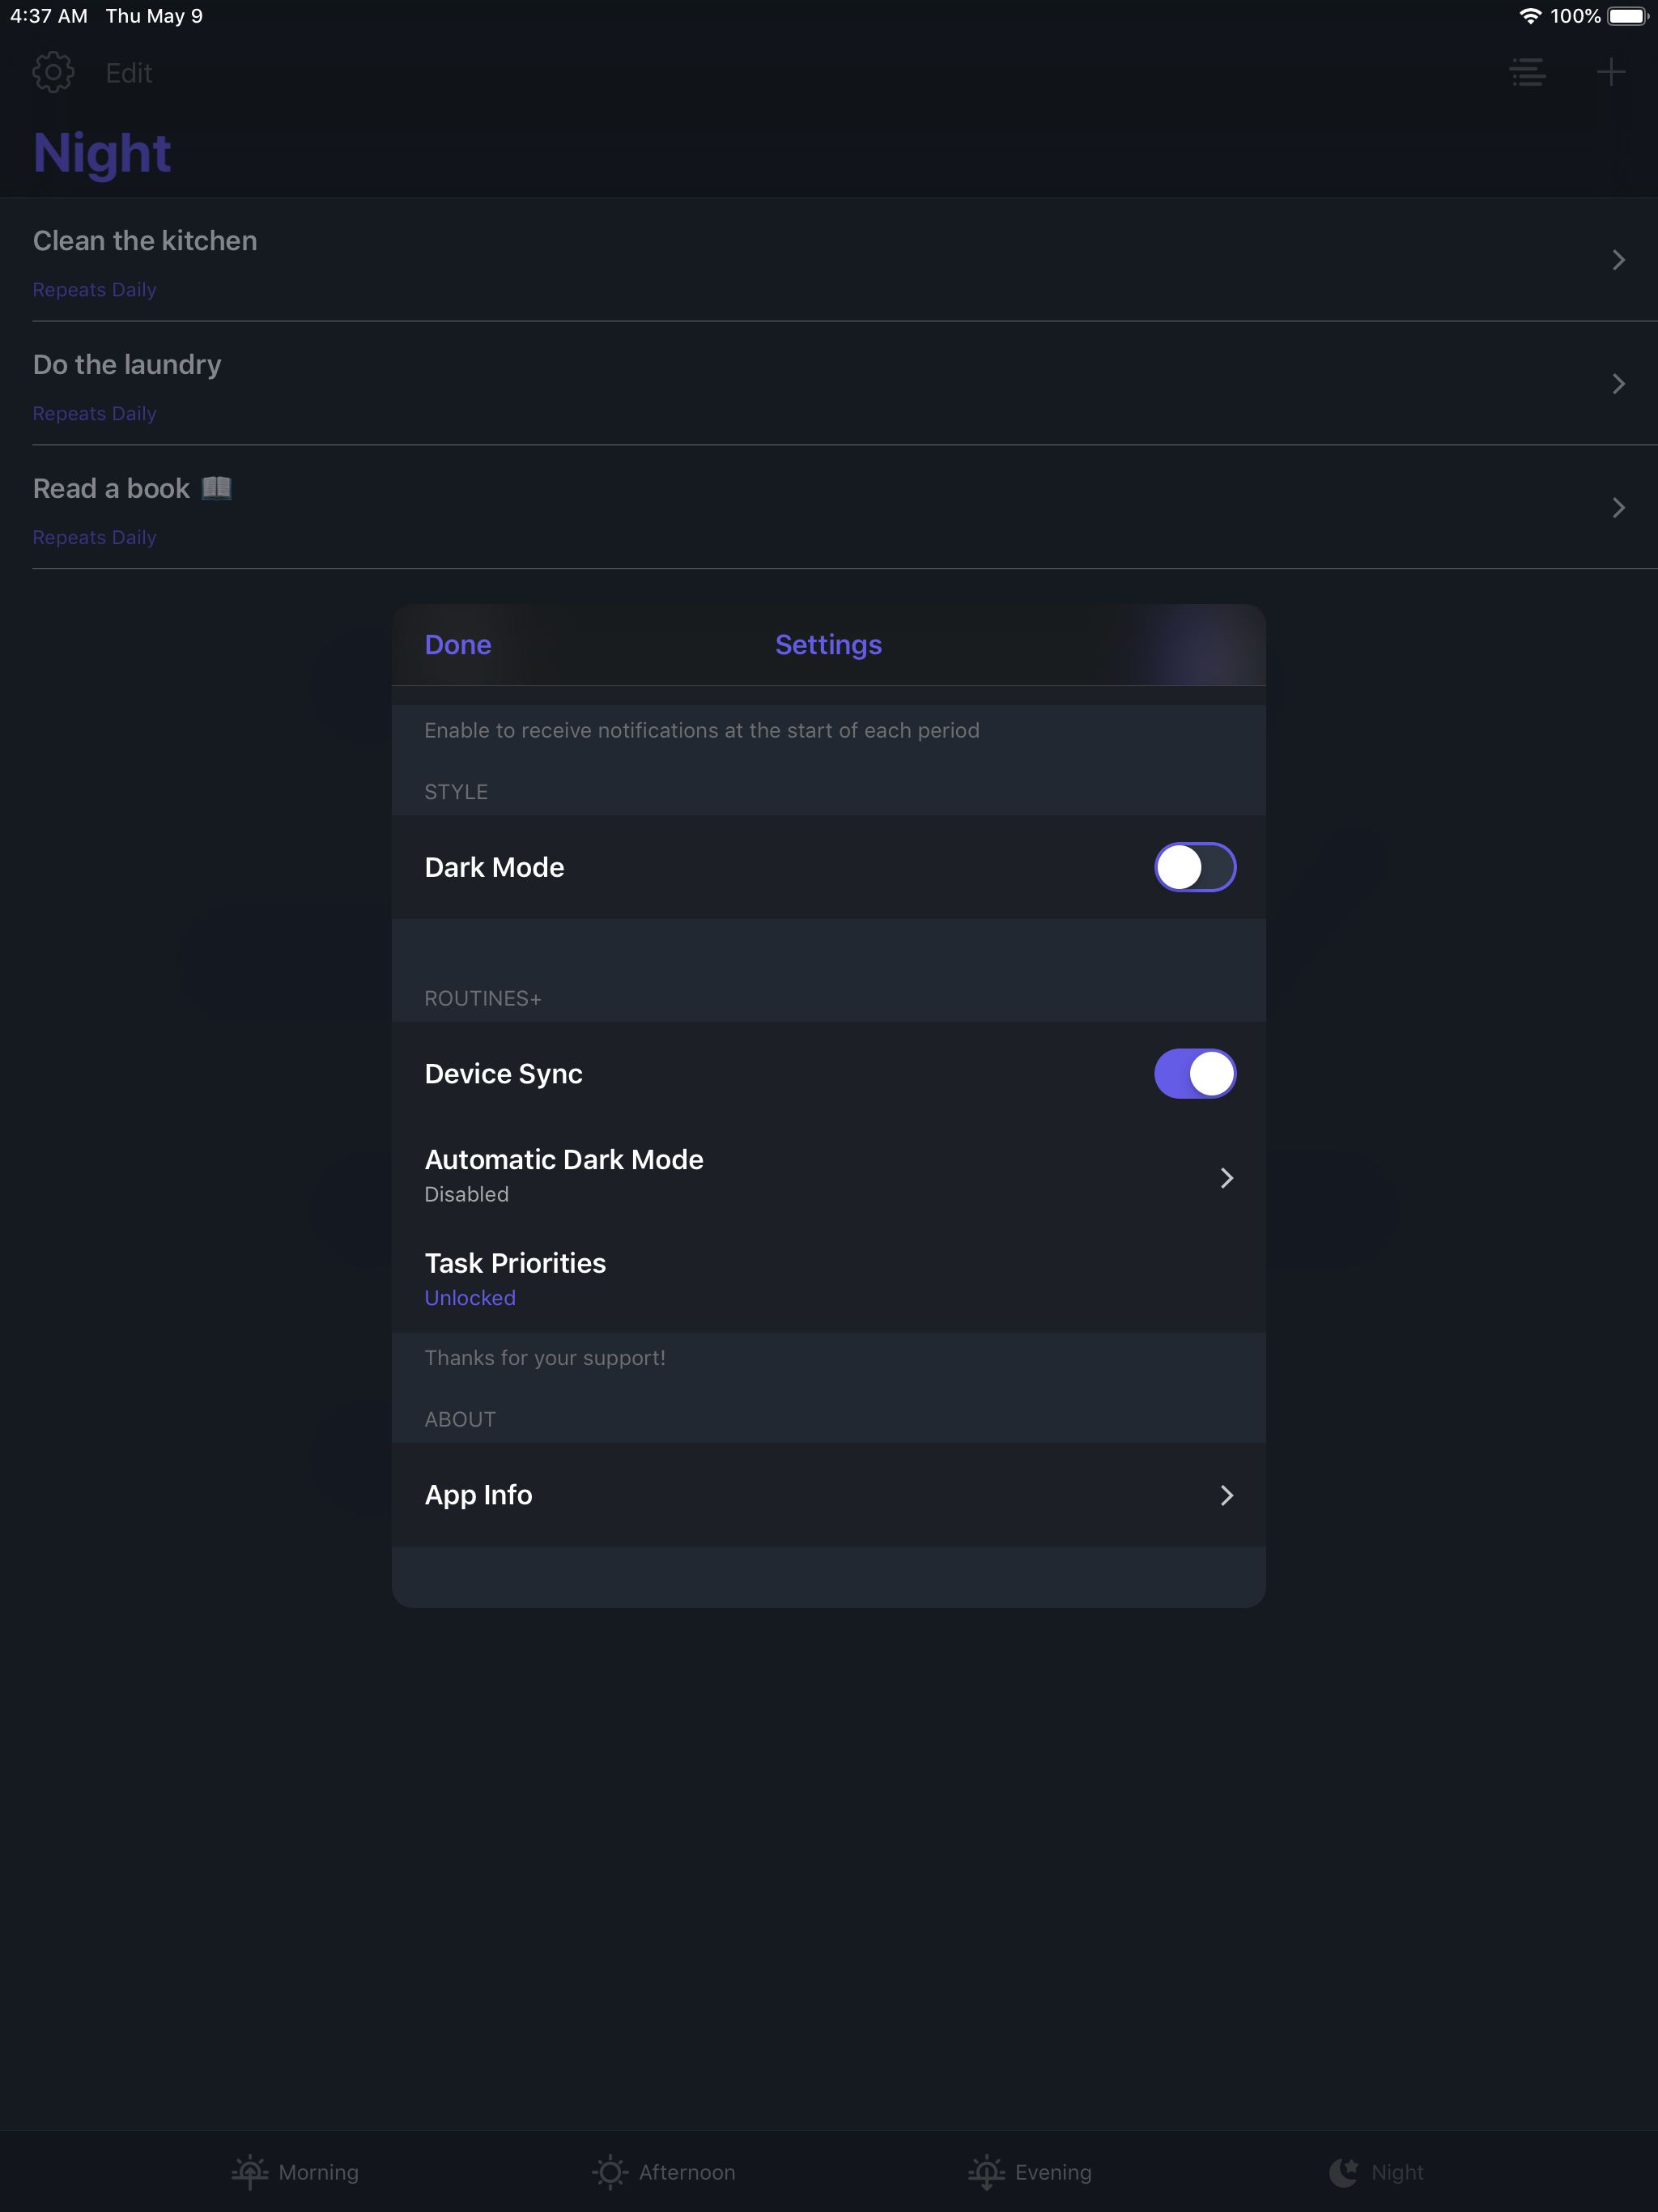 4:37 AM Thu May 9 100%
Edit
Night
Clean the kitchen
Repeats Daily
Do the laundry
Repeats Daily
Read a book 📖
Repeats Daily
Done Settings
Enable to receive notifications at the start of each period
STYLE
Dark Mode
ROUTINES+
Device Sync
Automatic Dark Mode
Disabled
Task Priorities
Unlocked
Thanks for your support!
ABOUT
App Info
Morning Afternoon Evening Night